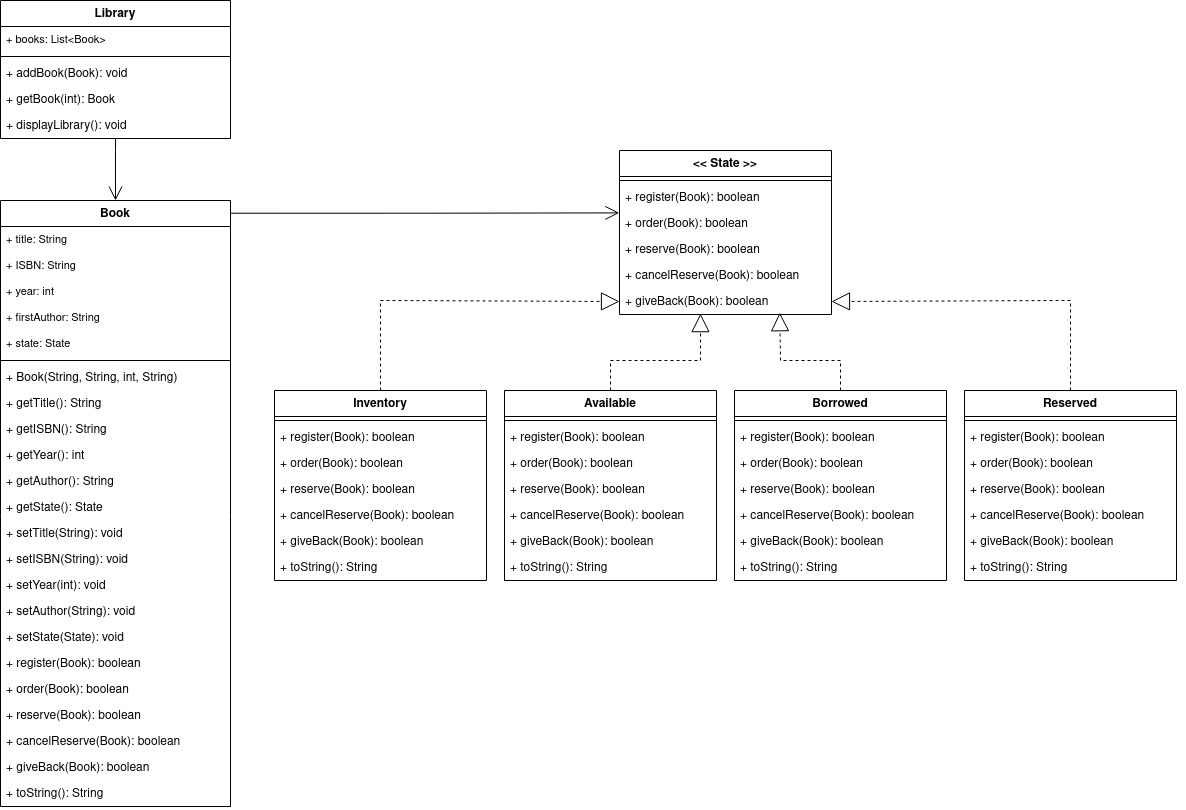 Library
+ books: List<Book>
+ addBook(Book): void
+ getBook(int): Book
+ displayLibrary(): void
Book
+ title: String
+ ISBN: String
+ year: int
+ firstAuthor: String
+ state: State
+ Book(String, String, int, String)
+ getTitle(): String
+ getISBN(): String
+ getYear(): int
+ getAuthor(): String
+ getState(): State
+ setTitle(String): void
+ setISBN(String): void
+ setYear(int): void
+ setAuthor(String): void
+ setState(State): void
+ register(Book): boolean
+ order(Book): boolean
+ reserve(Book): boolean
+ cancelReserve(Book): boolean
+ giveBack(Book): boolean
+ toString(): String
<< State >>
+ register(Book): boolean
+ order(Book): boolean
+ reserve(Book): boolean
+ cancelReserve(Book): boolean
+ giveBack(Book): boolean
Inventory
+ register(Book): boolean
+ order(Book): boolean
+ reserve(Book): boolean
+ cancelReserve(Book): boolean
+ giveBack(Book): boolean
+ toString(): String
Available
+ register(Book): boolean
+ order(Book): boolean
+ reserve(Book): boolean
+ cancelReserve(Book): boolean
+ giveBack(Book): boolean
+ toString(): String
Borrowed
+ register(Book): boolean
+ order(Book): boolean
+ reserve(Book): boolean
+ cancelReserve(Book): boolean
+ giveBack(Book): boolean
+ toString(): String
Reserved
+ register(Book): boolean
+ order(Book): boolean
+ reserve(Book): boolean
+ cancelReserve(Book): boolean
+ giveBack(Book): boolean
+ toString(): String